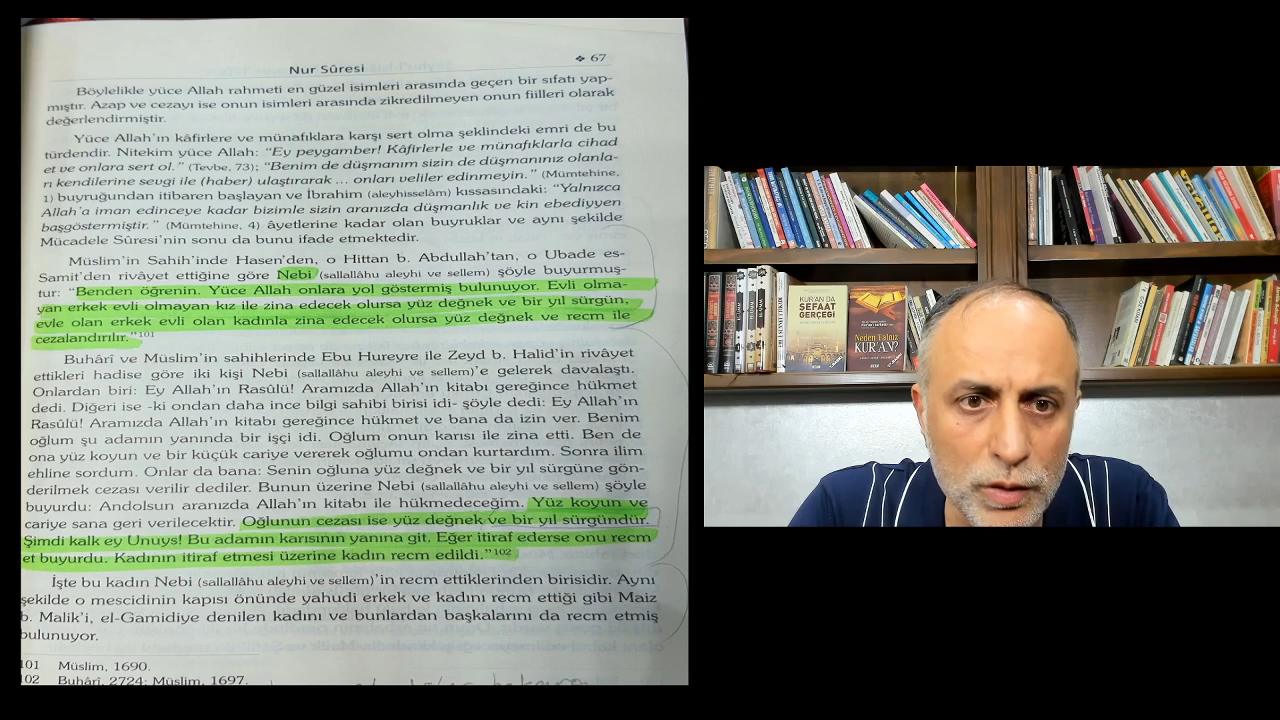 Nur Sûresi ❖ 67
Böylelikle yüce Allah rahmeti en güzel isimleri arasında geçen bir sıfatı yap-
mıştır. Azap ve cezayı ise onun isimleri arasında zikredilmeyen onun fiilleri olarak
değerlendirmiştir.
Yüce Allah'ın kâfirlere ve münafıklara karşı sert olma şeklindeki emri de bu
türdendir. Nitekim yüce Allah: "Ey peygamber! Kâfirlerle ve münafıklarla cihad
et ve onlara sert ol." (Tevbe, 73); "Benim de düşmanım sizin de düşmanınız olanla-
rı kendilerine sevgi ile (haber) ulaştırarak ... onları veliler edinmeyin." (Mümtehine,
1) buyruğundan itibaren başlayan ve İbrahim (aleyhisselâm) kıssasındaki: "Yalnızca
Allah'a iman edinceye kadar bizimle sizin aranızda düşmanlık ve kin ebediyyen
başgöstermiştir." (Mümtehine, 4) âyetlerine kadar olan buyruklar ve aynı şekilde
Mücadele Sûresi'nin sonu da bunu ifade etmektedir.
Müslim'in Sahih'inde Hasen'den, o Hittan b. Abdullah'tan, o Ubade es-
Samit'den rivâyet ettiğine göre Nebi (sallallâhu aleyhi ve sellem) şöyle buyurmuş-
tur: "Benden öğrenin. Yüce Allah onlara yol göstermiş bulunuyor. Evli olma-
yan erkek evli olmayan kız ile zina edecek olursa yüz değnek ve bir yıl sürgün,
evle olan erkek evli olan kadınla zina edecek olursa yüz değnek ve recm ile
cezalandırılır."101
Buhârî ve Müslim'in sahihlerinde Ebu Hureyre ile Zeyd b. Halid'in rivâyet
ettikleri hadise göre iki kişi Nebi (sallallâhu aleyhi ve sellem)'e gelerek davalaştı.
Onlardan biri: Ey Allah'ın Rasûlü! Aramızda Allah'ın kitabı gereğince hükmet
dedi. Diğeri ise -ki ondan daha ince bilgi sahibi birisi idi- şöyle dedi: Ey Allah'ın
Rasûlü! Aramızda Allah'ın kitabı gereğince hükmet ve bana da izin ver. Benim
oğlum şu adamın yanında bir işçi idi. Oğlum onun karısı ile zina etti. Ben de
ona yüz koyun ve bir küçük cariye vererek oğlumu ondan kurtardım. Sonra ilim
ehline sordum. Onlar da bana: Senin oğluna yüz değnek ve bir yıl sürgüne gön-
derilmek cezası verilir dediler. Bunun üzerine Nebi (sallallâhu aleyhi ve sellem) şöyle
buyurdu: Andolsun aranızda Allah'ın kitabı ile hükmedeceğim. Yüz koyun ve
cariye sana geri verilecektir. Oğlunun cezası ise yüz değnek ve bir yıl sürgündür.
Şimdi kalk ey Unuys! Bu adamın karısının yanına git. Eğer itiraf ederse onu recm
et buyurdu. Kadının itiraf etmesi üzerine kadın recm edildi."102
İşte bu kadın Nebi (sallallâhu aleyhi ve sellem)'in recm ettiklerinden birisidir. Aynı
şekilde o mescidinin kapısı önünde yahudi erkek ve kadını recm ettiği gibi Maiz
b. Malik'i, el-Gamidiye denilen kadını ve bunlardan başkalarını da recm etmiş
bulunuyor.
101 Müslim, 1690.
102 Buhârî, 2724; Müslim, 1697.
KUR'AN DA
ŞEFAAT
GERÇEĞİ
Neden Yalnız
KUR'AN?